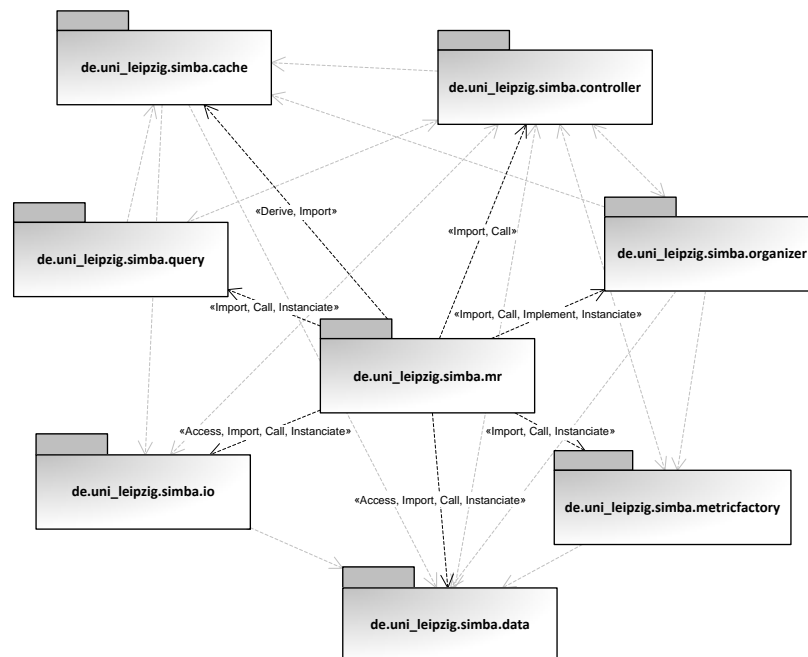 de.uni_leipzig.simba.cache
de.uni_leipzig.simba.controller
«Derive, Import»
«Import, Call»
de.uni_leipzig.simba.query
de.uni_leipzig.simba.organizer
«Import, Call, Instanciate»
«Import, Call, Implement, Instanciate»
de.uni_leipzig.simba.mr
«Access, Import, Call, Instanciate»
«Import, Call, Instanciate»
de.uni_leipzig.simba.io
«Access, Import, Call, Instanciate»
de.uni_leipzig.simba.metricfactory
de.uni_leipzig.simba.data